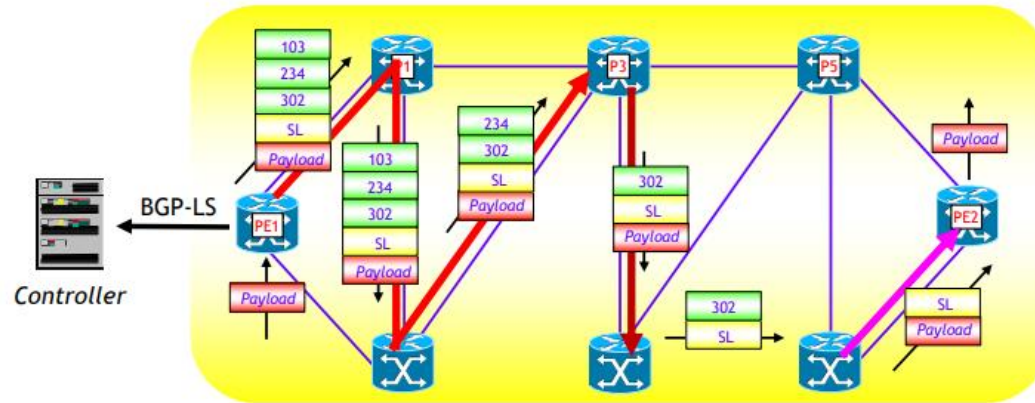 103
234
302
SL
Payload
P1
103
234
302
SL
Payload
234
302
SL
Payload
P3
302
SL
Payload
P5
Payload
PE1
BGP-LS
Controller
Payload
PE2
302
SL
SL
Payload